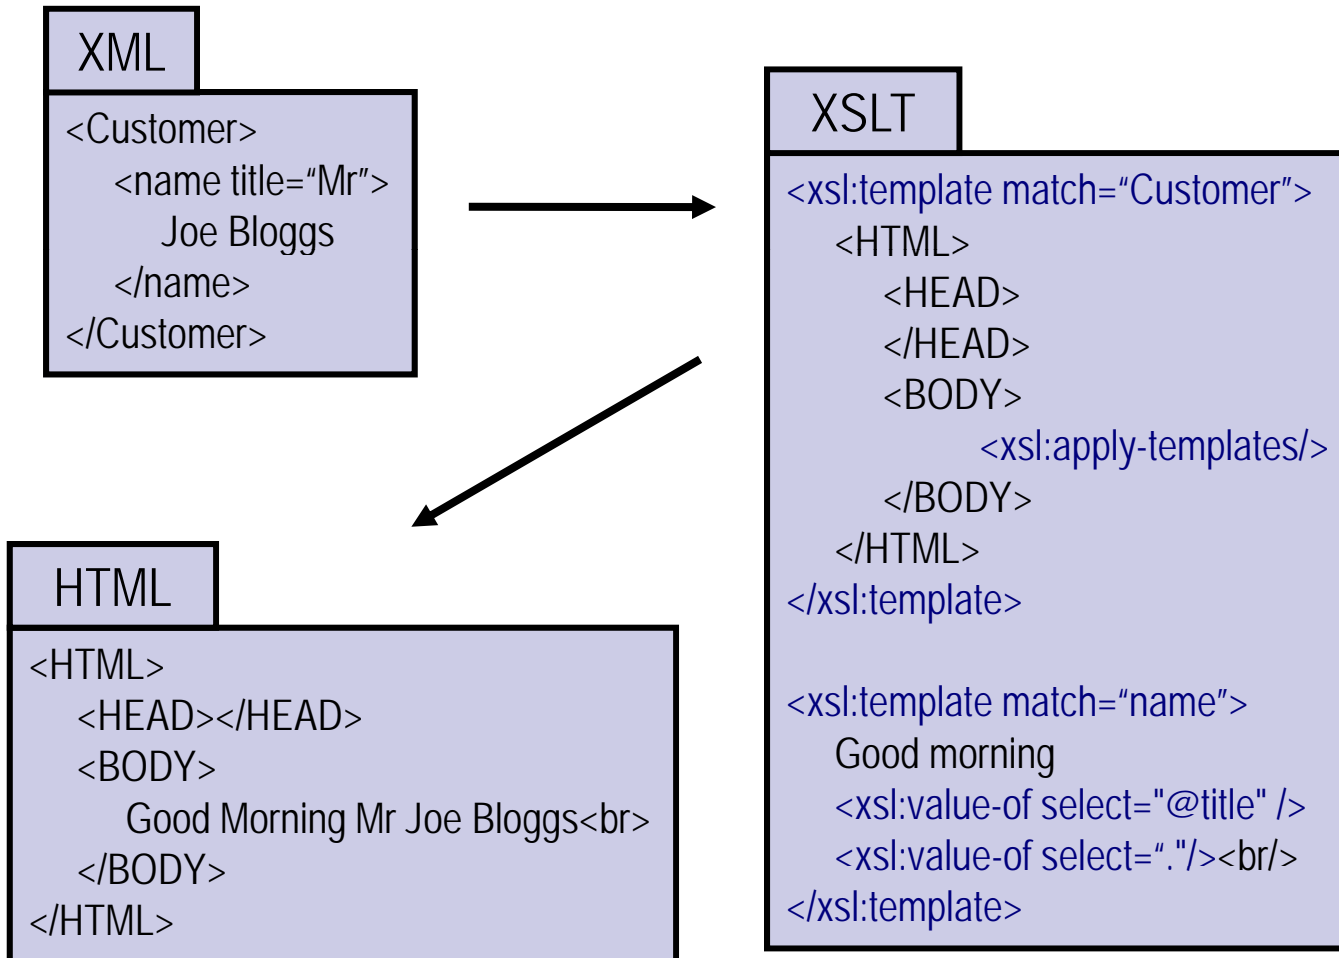 XML
<Customer>
<name title=“Mr”>
Joe Bloggs
</name>
</Customer>
XSLT
<xsl:template match=“Customer”>
<HTML>
<HEAD>
</HEAD>
<BODY>
<xsl:apply-templates/>
</BODY>
</HTML>
</xsl:template>
<xsl:template match=“name”>
Good morning
<xsl:value-of select="@title" />
<xsl:value-of select=“."/><br/>
</xsl:template>
HTML
<HTML>
<HEAD></HEAD>
<BODY>
Good Morning Mr Joe Bloggs<br>
</BODY>
</HTML>